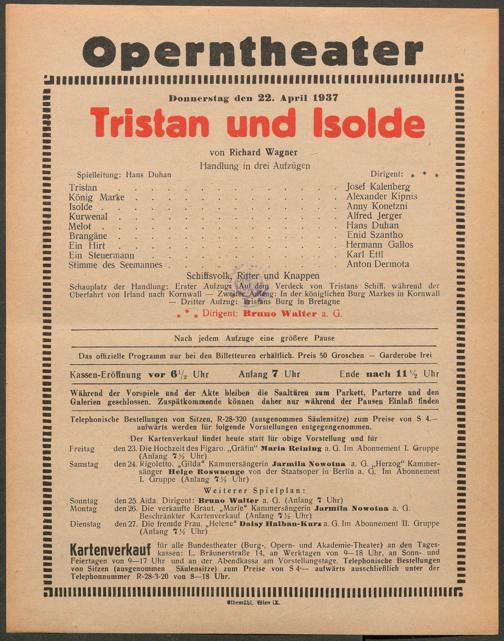 Operntheater
Donnerstag den 22. April 1937
Tristan und Isolde
von Richard Wagner
Handlung in drei Aufzügen
Spielleitung: Hans Duhan Dirigent: * * *
Tristan . . . . . . . . . Josef Kalenberg
König Marke . . . . . . . . . Alexander Kipnis
Isolde . . . . . . . . . Anny Konetzni
Kurwenal . . . . . . . . . Alfred Jerger
Melot . . . . . . . . . Hans Duhan
Brangäne . . . . . . . . . Enid Szantho
Ein Hirt . . . . . . . . . Hermann Gallos
Ein Steuermann . . . . . . . . . Karl Ettl
Stimme des Seemannes . . . . . . . . . Anton Dermota
Schiffsvolk, Ritter und Knappen
Schauplatz der Handlung: Erster Aufzug: Auf dem Verdeck von Tristans Schiff, während der
Überfahrt von Irland nach Kornwall — Zweiter Aufzug: In der königlichen Burg Markes in Kornwall
— Dritter Aufzug: Tristans Burg in Bretagne
* * * Dirigent: Bruno Walter a. G.
Nach jedem Aufzuge eine größere Pause
Das offizielle Programm nur bei den Billetteuren erhältlich. Preis 50 Groschen — Garderobe frei
Kassen-Eröffnung vor 6½ Uhr Anfang 7 Uhr Ende nach 11½ Uhr
Während der Vorspiele und der Akte bleiben die Saaltüren zum Parkett, Parterre und den
Galerien geschlossen. Zuspätkommende können daher nur während der Pausen Einlaß finden
Telephonische Bestellungen von Sitzen, R-28-320 (ausgenommen Säulensitze) zum Preise von S 4.—
aufwärts werden für folgende Vorstellungen entgegengenommen.
Der Kartenverkauf findet heute statt für obige Vorstellung und für
Freitag den 23. Die Hochzeit des Figaro. „Gräfin" Maria Reining a. G. Im Abonnement I. Gruppe
(Anfang 7½ Uhr)
Samstag den 24. Rigoletto. „Gilda" Kammersängerin Jarmila Novotna a. G. „Herzog" Kammer-
sänger Helge Roswaenge von der Staatsoper in Berlin a. G. Im Abonnement
I. Gruppe (Anfang 7½ Uhr)
Weiterer Spielplan:
Sonntag den 25. Aida. Dirigent: Bruno Walter a. G. (Anfang 7 Uhr)
Montag den 26. Die verkaufte Braut. „Marie" Kammersängerin Jarmila Novotna a. G.
Beschränkter Kartenverkauf (Anfang 7½ Uhr)
Dienstag den 27. Die fremde Frau. „Helene" Daisy Halban-Kurz a. G. Im Abonnement II. Gruppe
(Anfang 7½ Uhr)
Kartenverkauf für alle Bundestheater (Burg-, Opern- und Akademie-Theater) an den Tages-
kassen: I., Bräunerstraße 14, an Werktagen von 9—18 Uhr, an Sonn- und
Feiertagen von 9—17 Uhr und an der Abendkassa am Vorstellungstage. Telephonische Bestellungen
von Sitzen (ausgenommen Säulensitze) zum Preise von S 4·— aufwärts ausschließlich unter der
Telephonnummer R-28-3-20 von 8—18 Uhr.
Elbemühl, Wien IX.